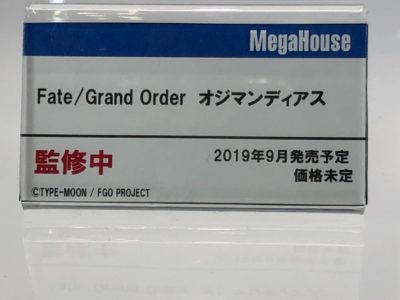 MegaHouse
Fate/Grand Order オジマンディアス
監修中
2019年9月発売予定
価格未定
©TYPE-MOON / FGO PROJECT